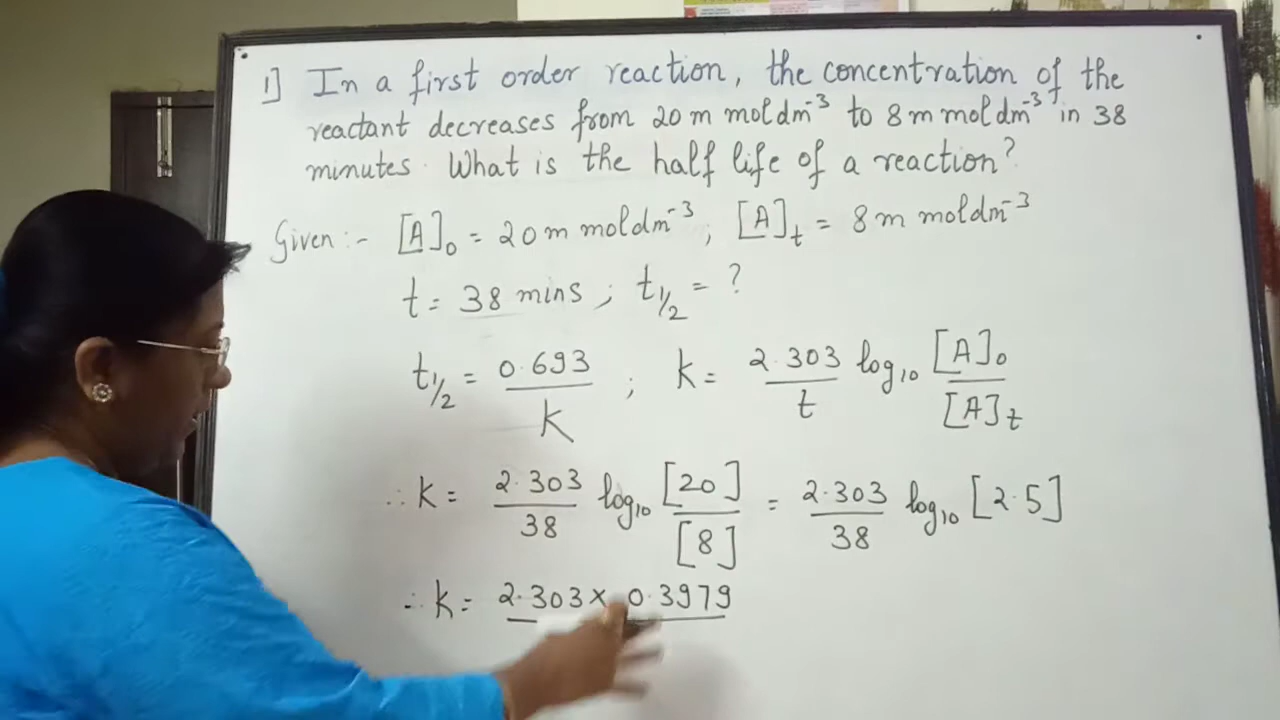 1] In a first order reaction, the concentration of the
reactant decreases from 20 m mol dm⁻³ to 8 m mol dm⁻³ in 38
minutes. What is the half life of a reaction?
Given :- [A]₀ = 20 m mol dm⁻³ ; [A]ₜ = 8 m mol dm⁻³
t = 38 mins ; t₁/₂ = ?
t₁/₂ = 0.693/K ; k = 2.303/t log₁₀ [A]₀/[A]ₜ
∴ k = 2.303/38 log₁₀ [20]/[8] = 2.303/38 log₁₀ [2.5]
∴ k = 2.303 × 0.3979